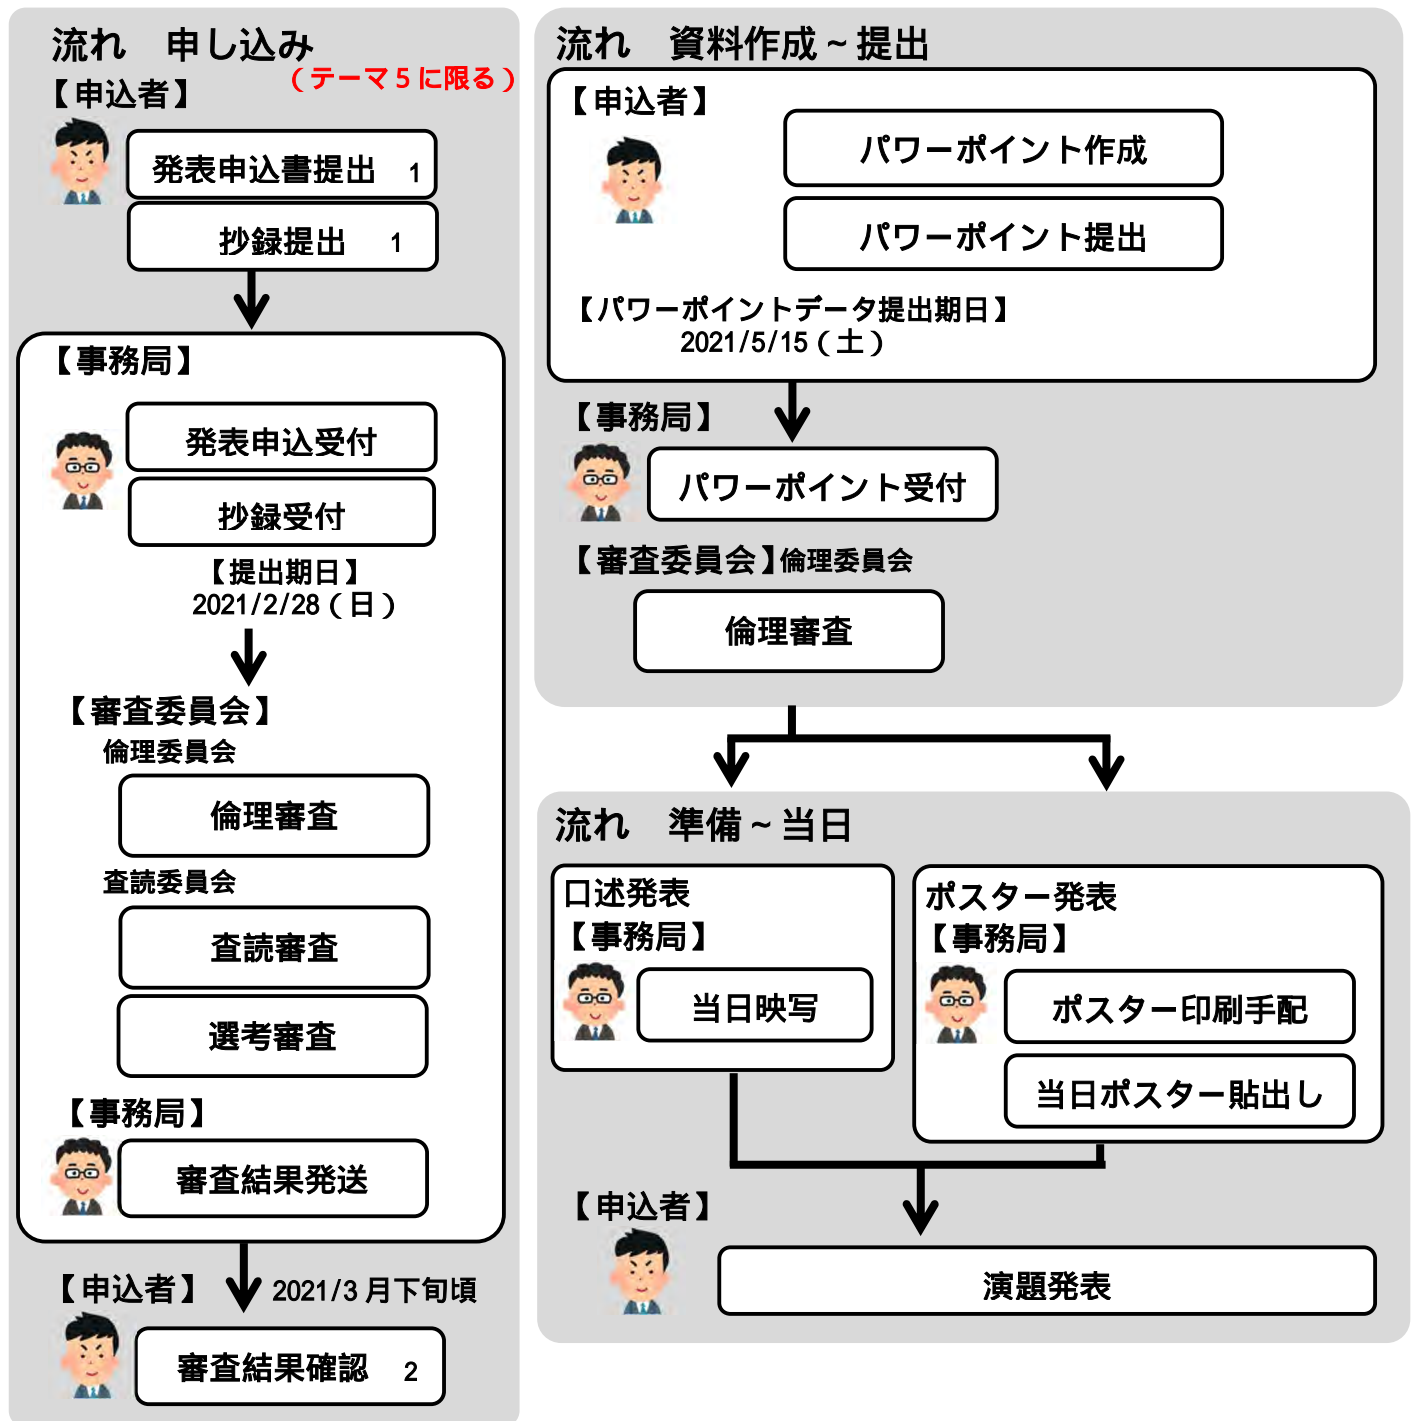 流れ　申し込み
（テーマ５に限る）
【申込者】
発表申込書提出　1
抄録提出　1
【事務局】
発表申込受付
抄録受付
【提出期日】
2021/2/28（日）
【審査委員会】
倫理委員会
倫理審査
査読委員会
査読審査
選考審査
【事務局】
審査結果発送
【申込者】
2021/3 月下旬頃
審査結果確認　2
流れ　資料作成～提出
【申込者】
パワーポイント作成
パワーポイント提出
【パワーポイントデータ提出期日】
2021/5/15（土）
【事務局】
パワーポイント受付
【審査委員会】倫理委員会
倫理審査
流れ　準備～当日
口述発表
【事務局】
当日映写
ポスター発表
【事務局】
ポスター印刷手配
当日ポスター貼出し
【申込者】
演題発表